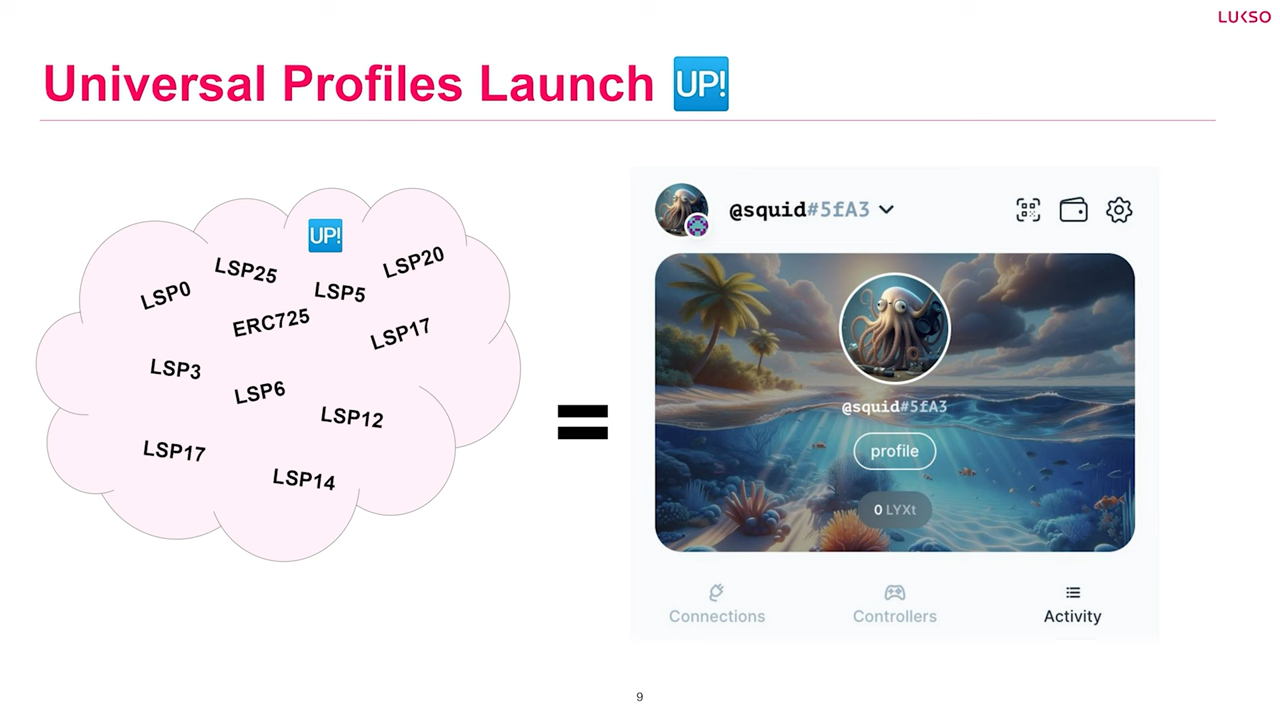 LUKSO
Universal Profiles Launch UP!
UP!
LSP25
LSP20
LSP0
LSP5
ERC725
LSP17
LSP3
LSP6
LSP12
LSP17
LSP14
=
@squid#5fA3
@squid#5fA3
profile
0 LYXt
Connections
Controllers
Activity
9